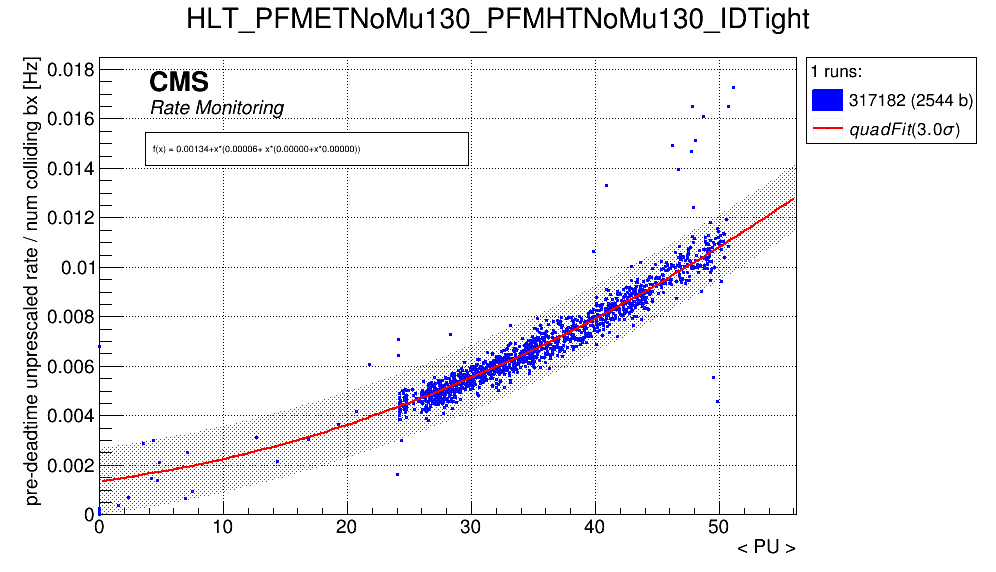 HLT_PFMETNoMu130_PFMHTNoMu130_IDTight
pre-deadtime unprescaled rate / num colliding bx [Hz]
0.018
0.016
0.014
0.012
0.01
0.008
0.006
0.004
0.002
0
CMS
Rate Monitoring
f(x) = 0.00134+x*(0.00006+ x*(0.00000+x*0.00000))
1 runs:
317182 (2544 b)
quadFit(3.0σ)
0 10 20 30 40 50
< PU >